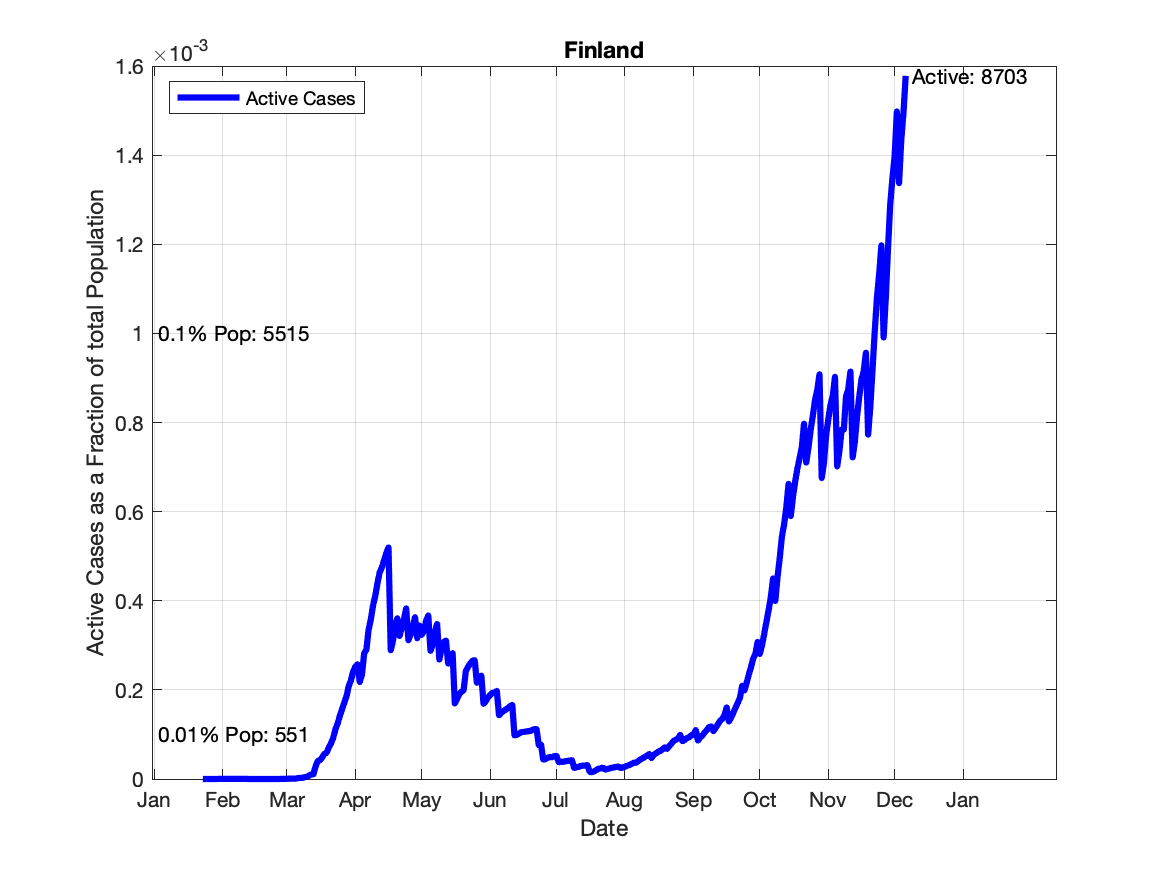 Finland
×10-3
1.6
Active: 8703
Active Cases
1.4
1.2
1
0.1% Pop: 5515
0.8
0.6
0.4
0.2
0.01% Pop: 551
0
Active Cases as a Fraction of total Population
Jan Feb Mar Apr May Jun Jul Aug Sep Oct Nov Dec Jan
Date